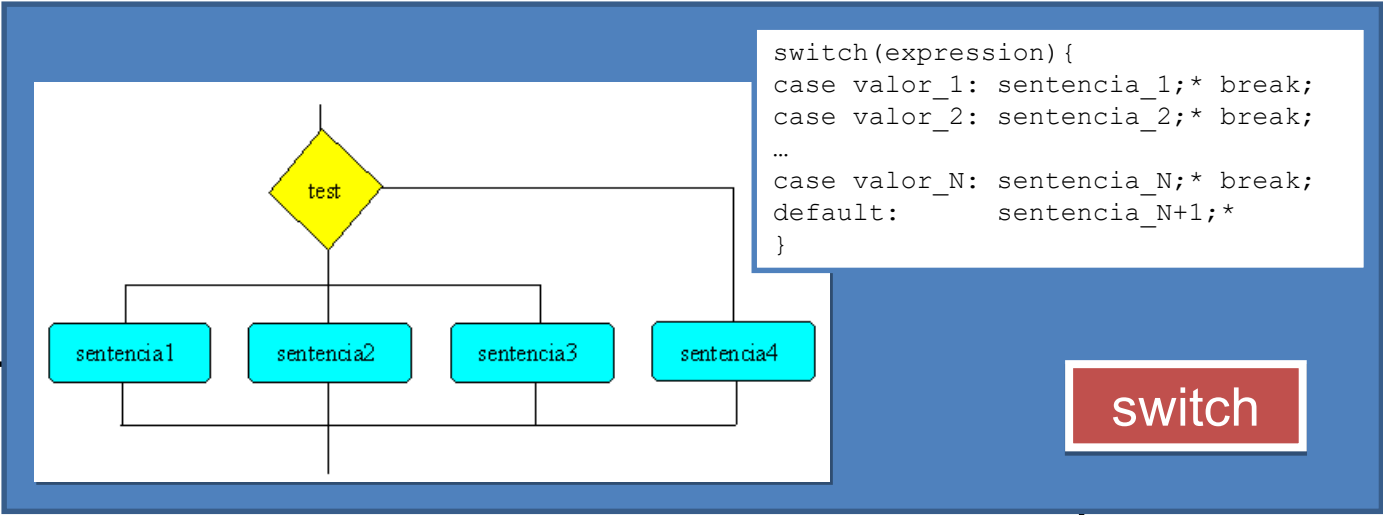 switch(expression){
case valor_1: sentencia_1;* break;
case valor_2: sentencia_2;* break;
…
case valor_N: sentencia_N;* break;
default: sentencia_N+1;*
}
test
sentencia1
sentencia2
sentencia3
sentencia4
switch